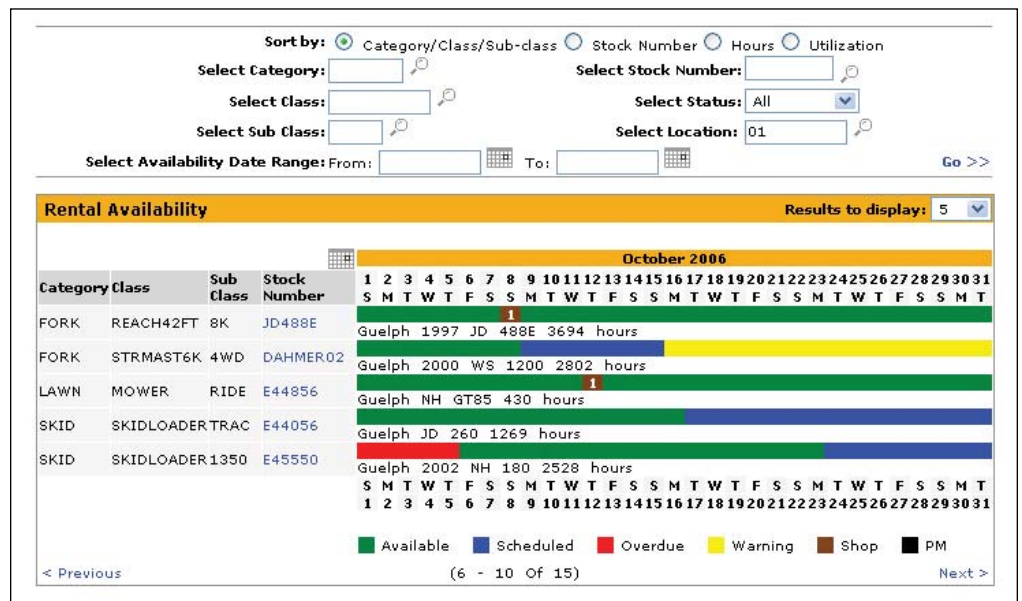 Sort by: Category/Class/Sub-class Stock Number Hours Utilization
Select Category: Select Stock Number:
Select Class: Select Status: All
Select Sub Class: Select Location: 01
Select Availability Date Range: From: To: Go >>
Rental Availability Results to display: 5
October 2006
Category Class Sub Class Stock Number 1 2 3 4 5 6 7 8 9 10 11 12 13 14 15 16 17 18 19 20 21 22 23 24 25 26 27 28 29 30 31
S M T W T F S S M T W T F S S M T W T F S S M T W T F S S M T
FORK REACH42FT 8K JD488E 1
Guelph 1997 JD 488E 3694 hours
FORK STRMAST6K 4WD DAHMER02
Guelph 2000 WS 1200 2802 hours
LAWN MOWER RIDE E44856 1
Guelph NH GT85 430 hours
SKID SKIDLOADER TRAC E44056
Guelph JD 260 1269 hours
SKID SKIDLOADER 1350 E45550
Guelph 2002 NH 180 2528 hours
S M T W T F S S M T W T F S S M T W T F S S M T W T F S S M T
1 2 3 4 5 6 7 8 9 10 11 12 13 14 15 16 17 18 19 20 21 22 23 24 25 26 27 28 29 30 31
Available Scheduled Overdue Warning Shop PM
< Previous (6 - 10 Of 15) Next >